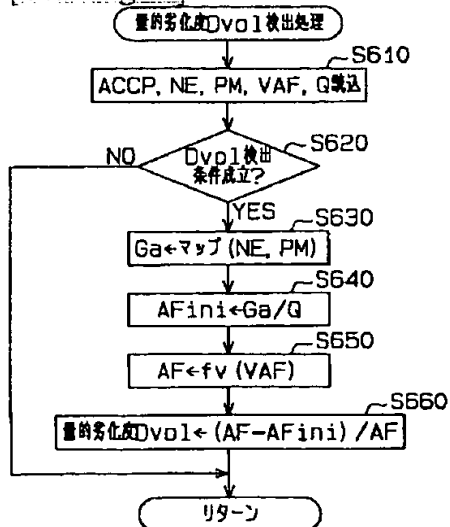 量的劣化度Dvol検出処理
S610
ACCP, NE, PM, VAF, Q読込
S620
NO
Dvol検出
条件成立?
YES
S630
Ga←マップ(NE, PM)
S640
AFini←Ga/Q
S650
AF←fv(VAF)
S660
量的劣化度Dvol←(AF-AFini)/AF
リターン